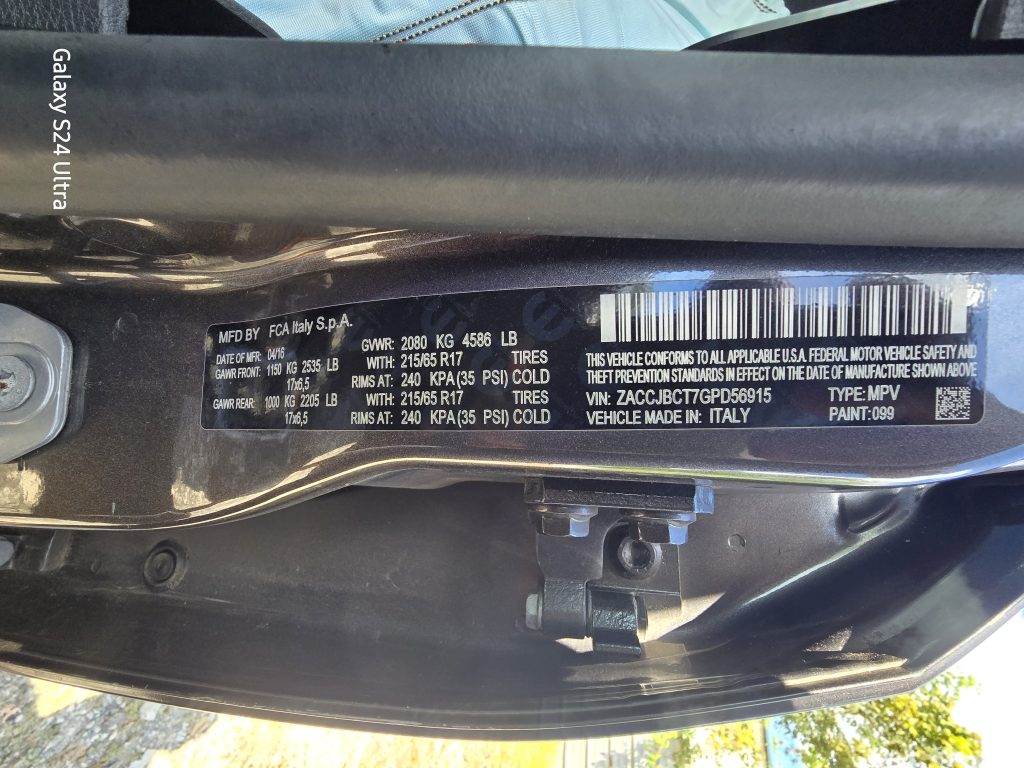 Galaxy S24 Ultra
MFD BY FCA Italy S.p.A.
DATE OF MFR: 04/16 GVWR: 2080 KG 4586 LB
GAWR FRONT: 1150 KG 2535 LB WITH: 215/65 R17 TIRES
17x6,5 RIMS AT: 240 KPA (35 PSI) COLD
GAWR REAR: 1000 KG 2205 LB WITH: 215/65 R17 TIRES
17x6,5 RIMS AT: 240 KPA (35 PSI) COLD
THIS VEHICLE CONFORMS TO ALL APPLICABLE U.S.A. FEDERAL MOTOR VEHICLE SAFETY AND
THEFT PREVENTION STANDARDS IN EFFECT ON THE DATE OF MANUFACTURE SHOWN ABOVE
VIN: ZACCJBCT7GPD56915 TYPE: MPV
VEHICLE MADE IN: ITALY PAINT: 099